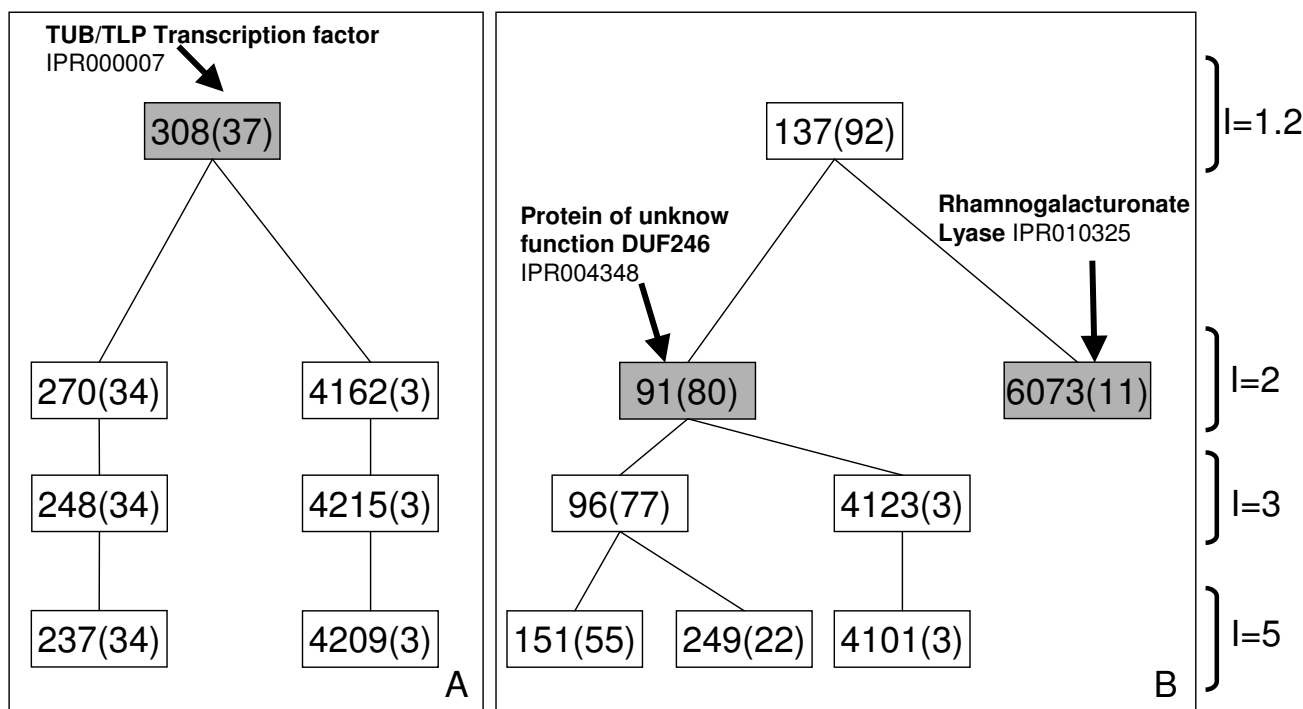 TUB/TLP Transcription factor
IPR000007
308(37)
270(34)
4162(3)
248(34)
4215(3)
237(34)
4209(3)
A
137(92)
Protein of unknow
function DUF246
IPR004348
Rhamnogalacturonate
Lyase IPR010325
91(80)
6073(11)
96(77)
4123(3)
151(55)
249(22)
4101(3)
B
I=1.2
I=2
I=3
I=5